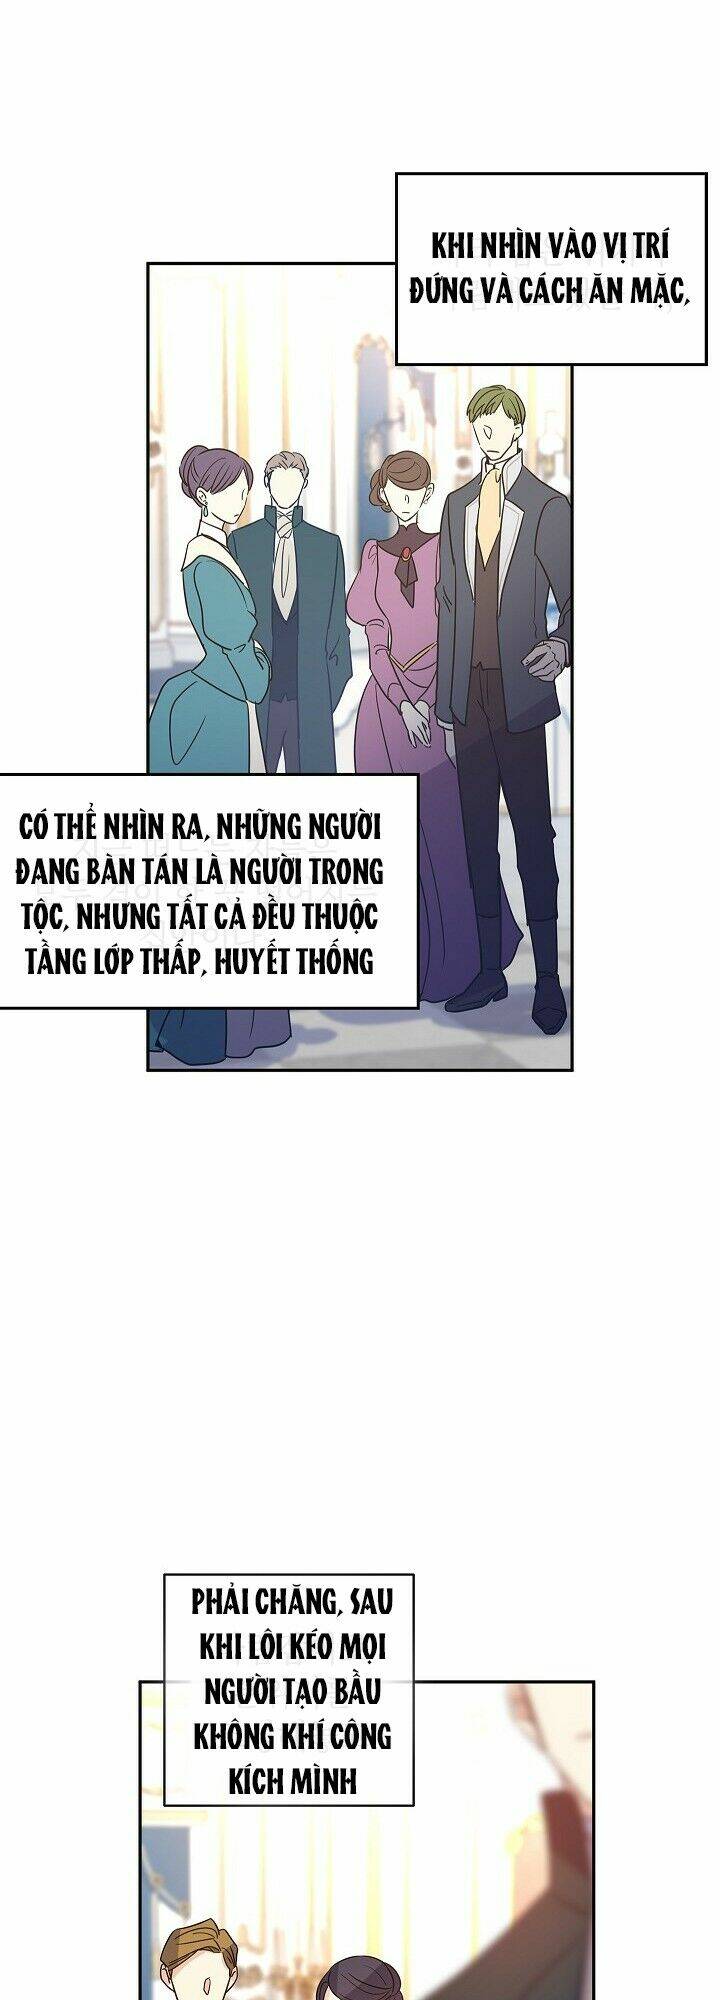 KHI NHÌN VÀO VỊ TRÍ
ĐỨNG VÀ CÁCH ĂN MẶC,
CÓ THỂ NHÌN RA, NHỮNG NGƯỜI
ĐANG BÀN TÁN LÀ NGƯỜI TRONG
TỘC, NHƯNG TẤT CẢ ĐỀU THUỘC
TẦNG LỚP THẤP, HUYẾT THỐNG
PHẢI CHĂNG, SAU
KHI LÔI KÉO MỌI
NGƯỜI TẠO BẦU
KHÔNG KHÍ CÔNG
KÍCH MÌNH